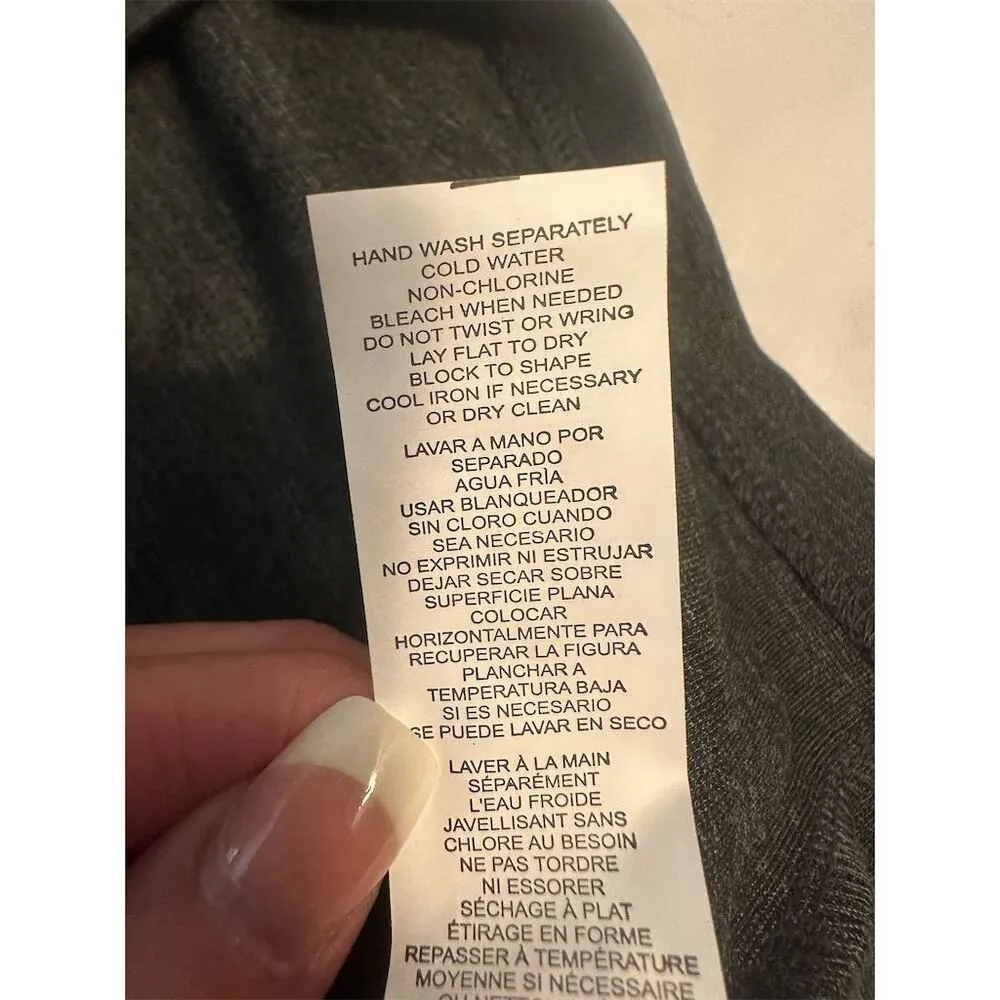 HAND WASH SEPARATELY
COLD WATER
NON-CHLORINE
BLEACH WHEN NEEDED
DO NOT TWIST OR WRING
LAY FLAT TO DRY
BLOCK TO SHAPE
COOL IRON IF NECESSARY
OR DRY CLEAN
LAVAR A MANO POR
SEPARADO
AGUA FRÌA
USAR BLANQUEADOR
SIN CLORO CUANDO
SEA NECESARIO
NO EXPRIMIR NI ESTRUJAR
DEJAR SECAR SOBRE
SUPERFICIE PLANA
COLOCAR
HORIZONTALMENTE PARA
RECUPERAR LA FIGURA
PLANCHAR A
TEMPERATURA BAJA
SI ES NECESARIO
SE PUEDE LAVAR EN SECO
LAVER À LA MAIN
SÉPARÉMENT
L'EAU FROIDE
JAVELLISANT SANS
CHLORE AU BESOIN
NE PAS TORDRE
NI ESSORER
SÉCHAGE À PLAT
ÉTIRAGE EN FORME
REPASSER À TEMPÉRATURE
MOYENNE SI NÉCESSAIRE